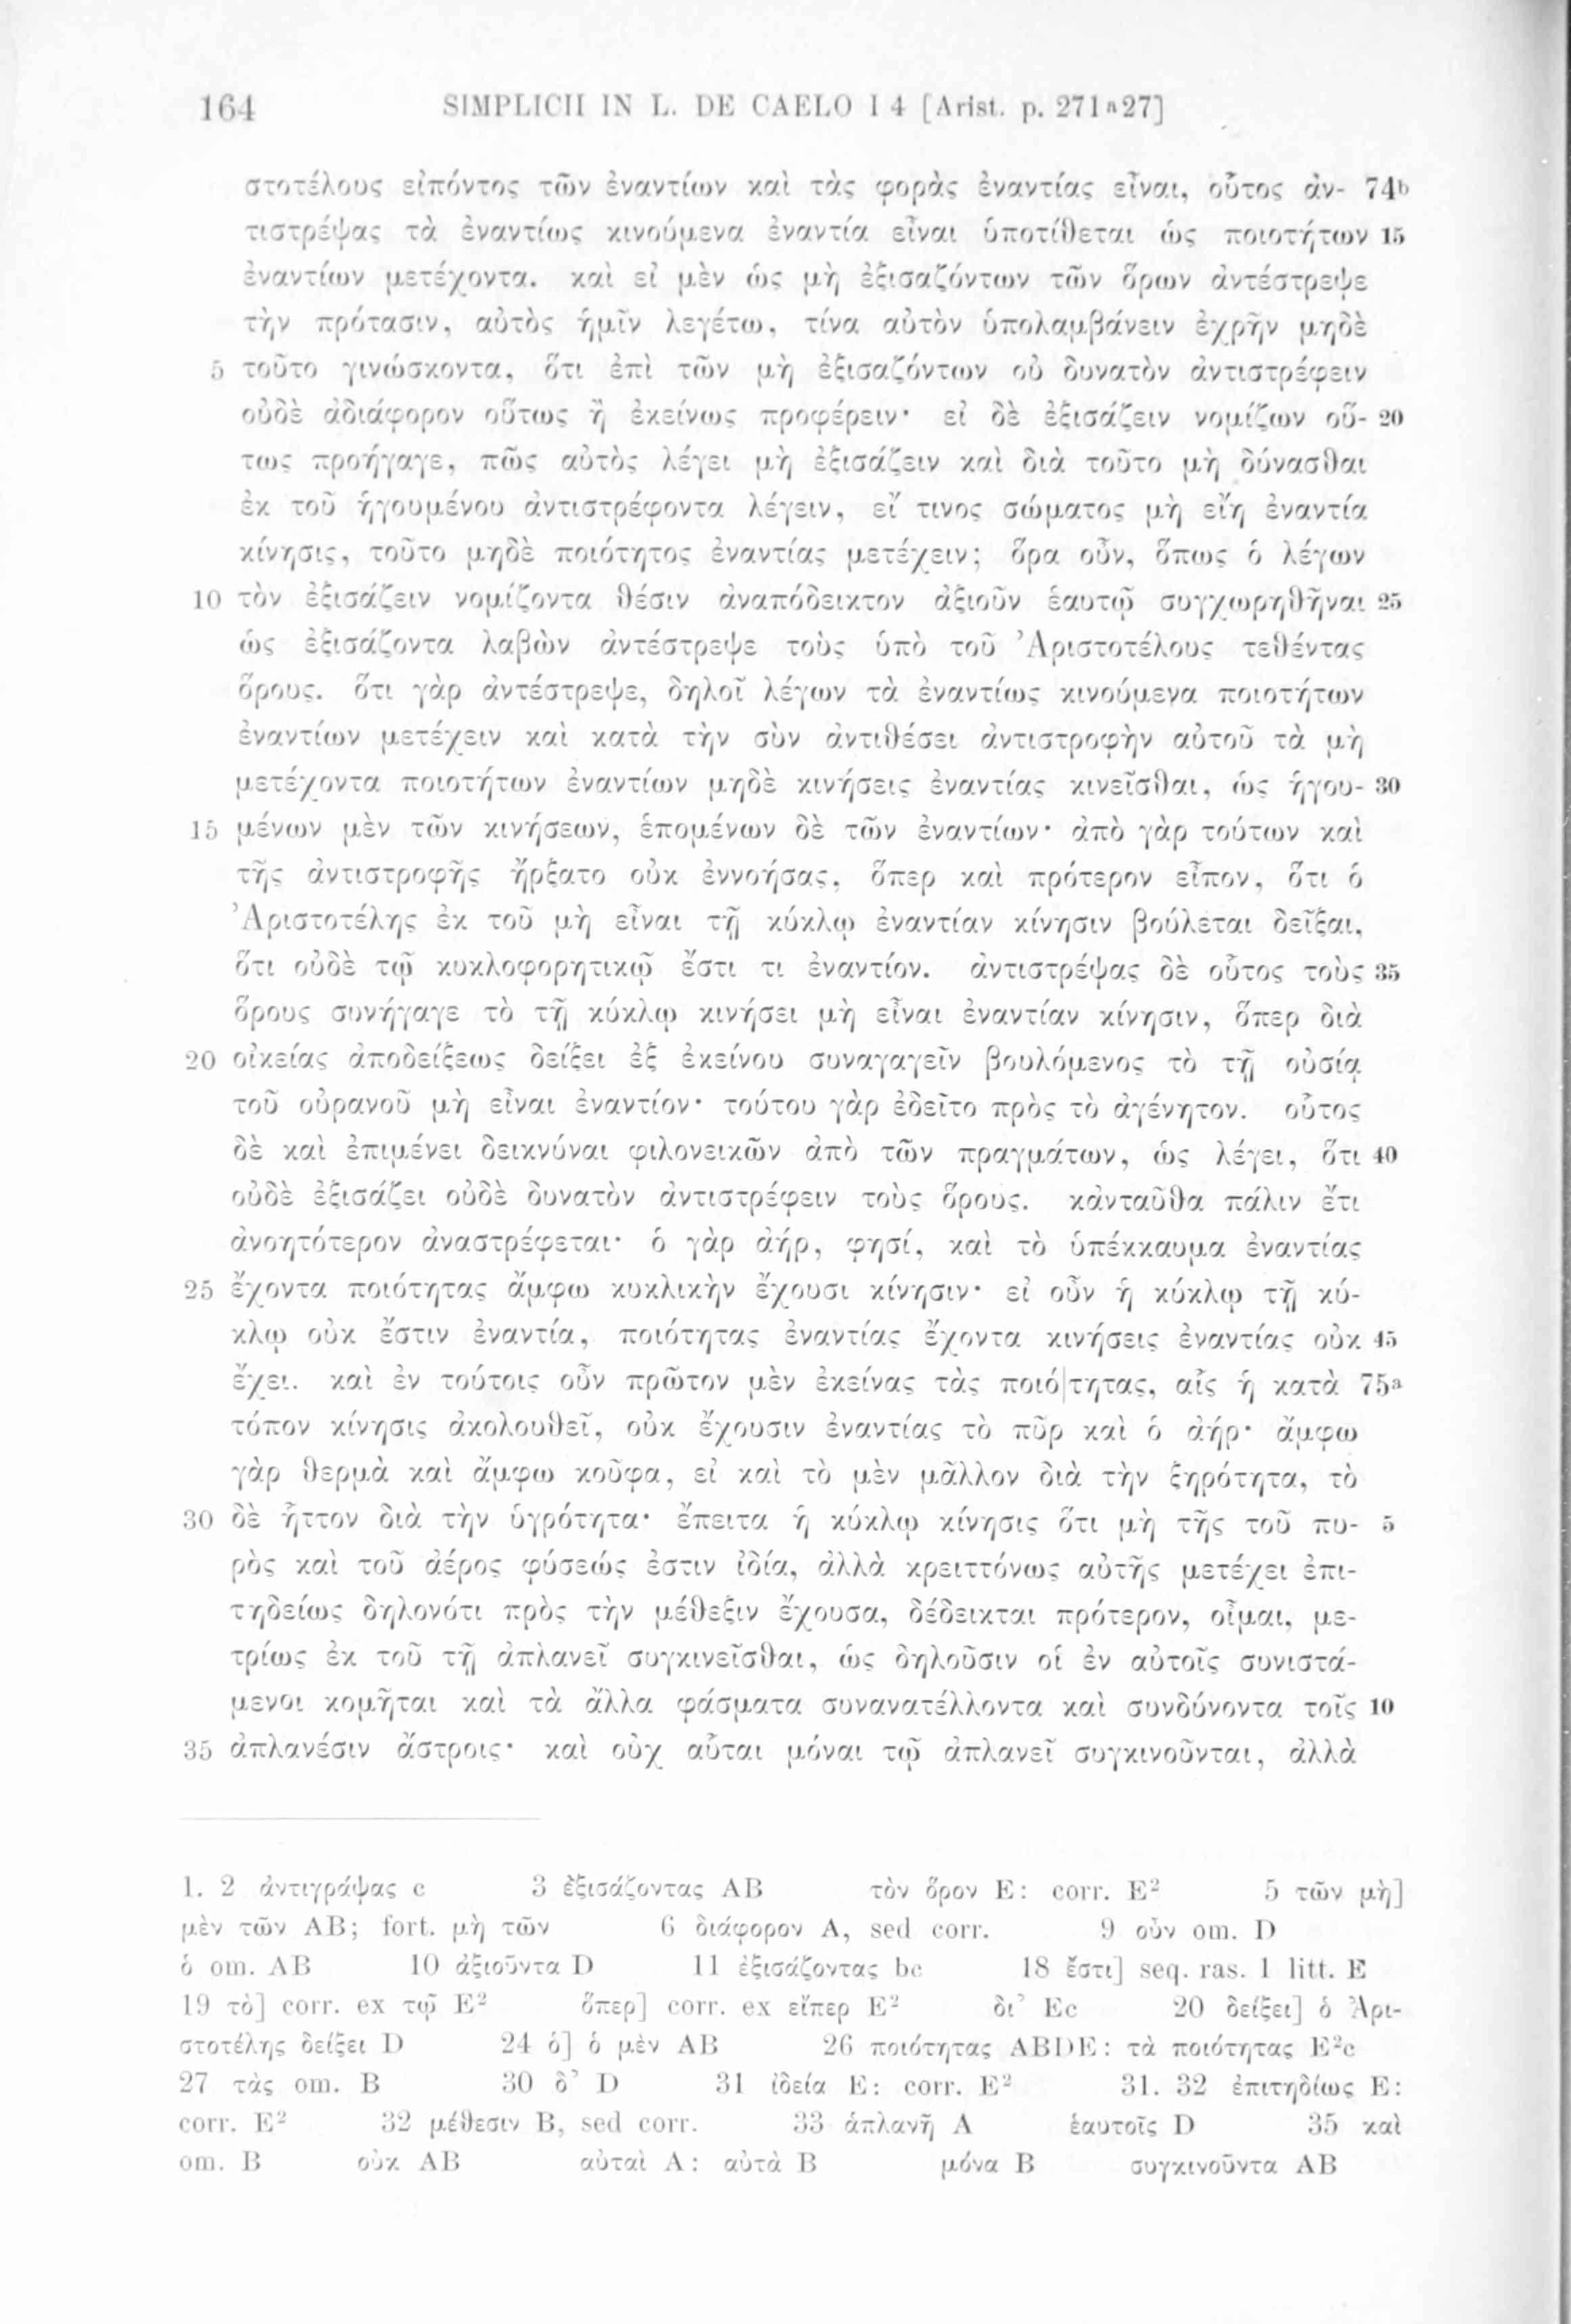 164 SIMPLICII IN L. DE CAELO I 4 [Arist. p. 271ᵃ27]
στοτέλους εἰπόντος τῶν ἐναντίων καὶ τὰς φορὰς ἐναντίας εἶναι, οὗτος ἀν- 74ᵇ
τιστρέψας τὰ ἐναντίως κινούμενα ἐναντία εἶναι ὑποτίθεται ὡς ποιοτήτων 15
ἐναντίων μετέχοντα. καὶ εἰ μὲν ὡς μὴ ἐξισαζόντων τῶν ὅρων ἀντέστρεψε
τὴν πρότασιν, αὐτὸς ἡμῖν λεγέτω, τίνα αὐτὸν ὑπολαμβάνειν ἐχρῆν μηδὲ
5 τοῦτο γινώσκοντα, ὅτι ἐπὶ τῶν μὴ ἐξισαζόντων οὐ δυνατὸν ἀντιστρέφειν
οὐδὲ ἀδιάφορον οὕτως ἢ ἐκείνως προφέρειν· εἰ δὲ ἐξισάζειν νομίζων οὕ- 20
τως προήγαγε, πῶς αὐτὸς λέγει μὴ ἐξισάζειν καὶ διὰ τοῦτο μὴ δύνασθαι
ἐκ τοῦ ἡγουμένου ἀντιστρέφοντα λέγειν, εἴ τινος σώματος μὴ εἴη ἐναντία
κίνησις, τοῦτο μηδὲ ποιότητος ἐναντίας μετέχειν; ὅρα οὖν, ὅπως ὁ λέγων
10 τὸν ἐξισάζειν νομίζοντα θέσιν ἀναπόδεικτον ἀξιοῦν ἑαυτῷ συγχωρηθῆναι 25
ὡς ἐξισάζοντα λαβὼν ἀντέστρεψε τοὺς ὑπὸ τοῦ Ἀριστοτέλους τεθέντας
ὅρους. ὅτι γὰρ ἀντέστρεψε, δηλοῖ λέγων τὰ ἐναντίως κινούμενα ποιοτήτων
ἐναντίων μετέχειν καὶ κατὰ τὴν σὺν ἀντιθέσει ἀντιστροφὴν αὐτοῦ τὰ μὴ
μετέχοντα ποιοτήτων ἐναντίων μηδὲ κινήσεις ἐναντίας κινεῖσθαι, ὡς ἡγου- 30
15 μένων μὲν τῶν κινήσεων, ἑπομένων δὲ τῶν ἐναντίων· ἀπὸ γὰρ τούτων καὶ
τῆς ἀντιστροφῆς ἤρξατο οὐκ ἐννοήσας, ὅπερ καὶ πρότερον εἶπον, ὅτι ὁ
Ἀριστοτέλης ἐκ τοῦ μὴ εἶναι τῇ κύκλῳ ἐναντίαν κίνησιν βούλεται δεῖξαι,
ὅτι οὐδὲ τῷ κυκλοφορητικῷ ἔστι τι ἐναντίον. ἀντιστρέψας δὲ οὗτος τοὺς 35
ὅρους συνήγαγε τὸ τῇ κύκλῳ κινήσει μὴ εἶναι ἐναντίαν κίνησιν, ὅπερ διὰ
20 οἰκείας ἀποδείξεως δείξει ἐξ ἐκείνου συναγαγεῖν βουλόμενος τὸ τῇ οὐσίᾳ
τοῦ οὐρανοῦ μὴ εἶναι ἐναντίον· τούτου γὰρ ἐδεῖτο πρὸς τὸ ἀγένητον. οὗτος
δὲ καὶ ἐπιμένει δεικνύναι φιλονεικῶν ἀπὸ τῶν πραγμάτων, ὡς λέγει, ὅτι 40
οὐδὲ ἐξισάζει οὐδὲ δυνατὸν ἀντιστρέφειν τοὺς ὅρους. κἀνταῦθα πάλιν ἔτι
ἀνοητότερον ἀναστρέφεται· ὁ γὰρ ἀήρ, φησί, καὶ τὸ ὑπέκκαυμα ἐναντίας
25 ἔχοντα ποιότητας ἄμφω κυκλικὴν ἔχουσι κίνησιν· εἰ οὖν ἡ κύκλῳ τῇ κύ-
κλῳ οὐκ ἔστιν ἐναντία, ποιότητας ἐναντίας ἔχοντα κινήσεις ἐναντίας οὐκ 45
ἔχει. καὶ ἐν τούτοις οὖν πρῶτον μὲν ἐκείνας τὰς ποιό|τητας, αἷς ἡ κατὰ 75ᵃ
τόπον κίνησις ἀκολουθεῖ, οὐκ ἔχουσιν ἐναντίας τὸ πῦρ καὶ ὁ ἀήρ· ἄμφω
γὰρ θερμὰ καὶ ἄμφω κοῦφα, εἰ καὶ τὸ μὲν μᾶλλον διὰ τὴν ξηρότητα, τὸ
30 δὲ ἧττον διὰ τὴν ὑγρότητα· ἔπειτα ἡ κύκλῳ κίνησις ὅτι μὴ τῆς τοῦ πυ- 5
ρὸς καὶ τοῦ ἀέρος φύσεώς ἐστιν ἰδία, ἀλλὰ κρειττόνως αὐτῆς μετέχει ἐπι-
τηδείως δηλονότι πρὸς τὴν μέθεξιν ἔχουσα, δέδεικται πρότερον, οἶμαι, με-
τρίως ἐκ τοῦ τῇ ἀπλανεῖ συγκινεῖσθαι, ὡς δηλοῦσιν οἱ ἐν αὐτοῖς συνιστά-
μενοι κομῆται καὶ τὰ ἄλλα φάσματα συνανατέλλοντα καὶ συνδύνοντα τοῖς 10
35 ἀπλανέσιν ἄστροις· καὶ οὐχ αὗται μόναι τῷ ἀπλανεῖ συγκινοῦνται, ἀλλὰ
1. 2 ἀντιγράψας c 3 ἐξισάζοντας AB τὸν ὅρον E: corr. E² 5 τῶν μὴ]
μὲν τῶν AB; fort. μὴ τῶν 6 διάφορον A, sed corr. 9 οὖν om. D
ὁ om. AB 10 ἀξιοῦντα D 11 ἐξισάζοντας bc 18 ἔστι] seq. ras. 1 litt. E
19 τὸ] corr. ex τῷ E² ὅπερ] corr. ex εἴπερ E² δι' Ec 20 δείξει] ὁ Ἀρι-
στοτέλης δείξει D 24 ὁ] ὁ μὲν AB 26 ποιότητας ABDE: τὰ ποιότητας E²c
27 τὰς om. B 30 δ' D 31 ἰδεία E: corr. E² 31. 32 ἐπιτηδίως E:
corr. E² 32 μέθεσιν B, sed corr. 33 ἁπλανῆ A ἑαυτοῖς D 35 καὶ
om. B οὐκ AB αὐταὶ A: αὐτὰ B μόνα B συγκινοῦντα AB